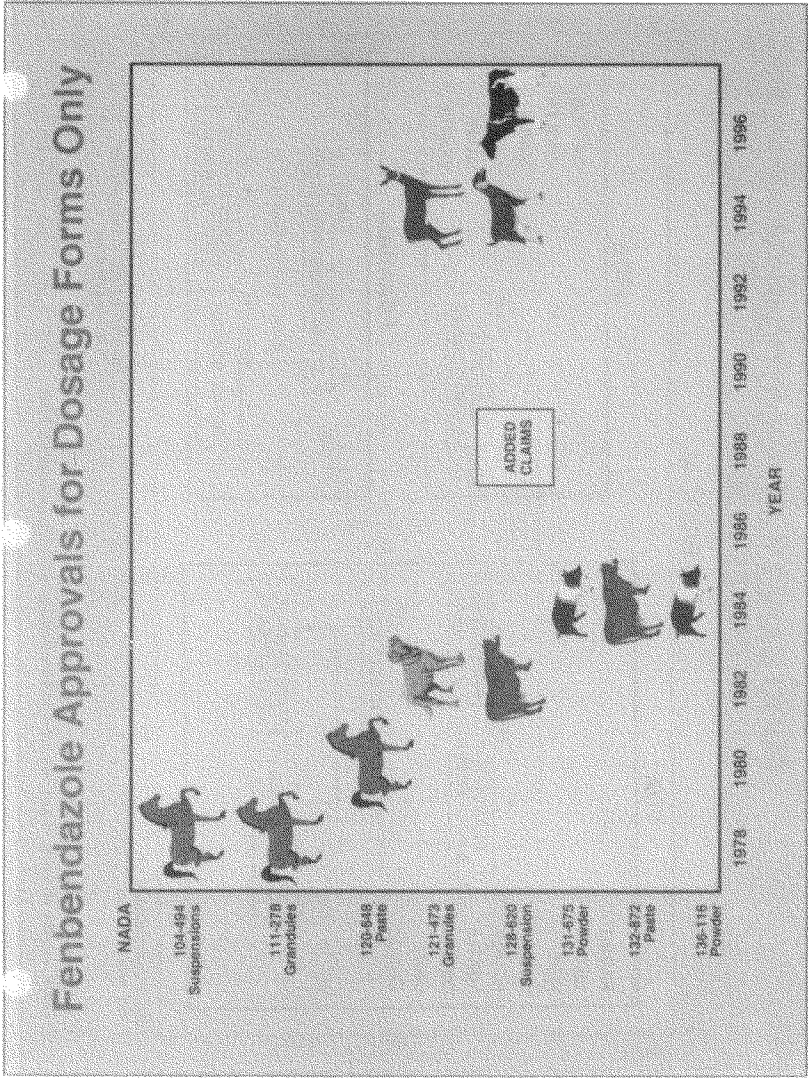 Fenbendazole Approvals for Dosage Forms Only
NADA
104-494
Suspensions
111-278
Grandules
120-648
Paste
121-473
Granules
128-620
Suspension
131-675
Powder
132-872
Paste
136-116
Powder
ADDED
CLAIMS
1978
1980
1982
1984
1986
1988
1990
1992
1994
1996
YEAR